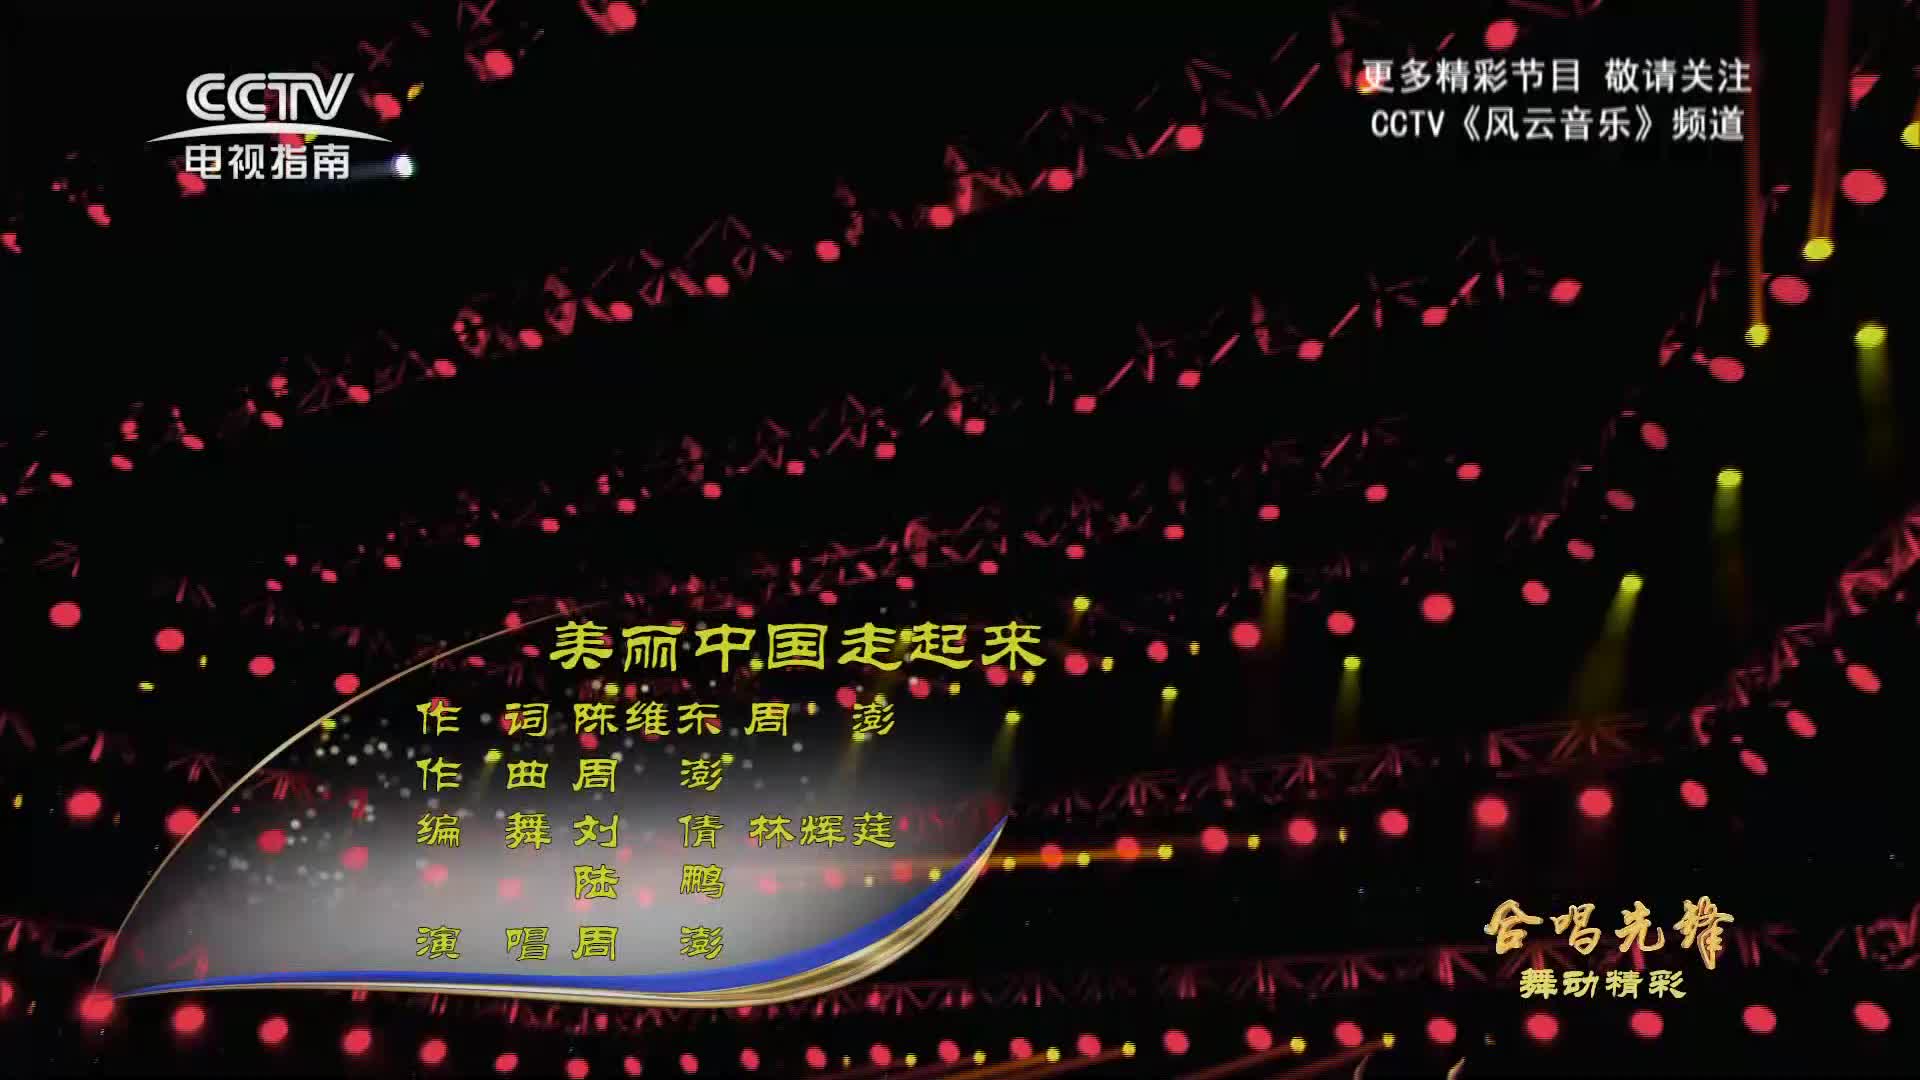 CCTV
电视指南
更多精彩节目 敬请关注
CCTV《风云音乐》频道
美丽中国走起来
作 词 陈维东 周 澎
作 曲 周 澎
编 舞 刘 倩 林辉莛
陆 鹏
演 唱 周 澎
合唱先锋
舞动精彩